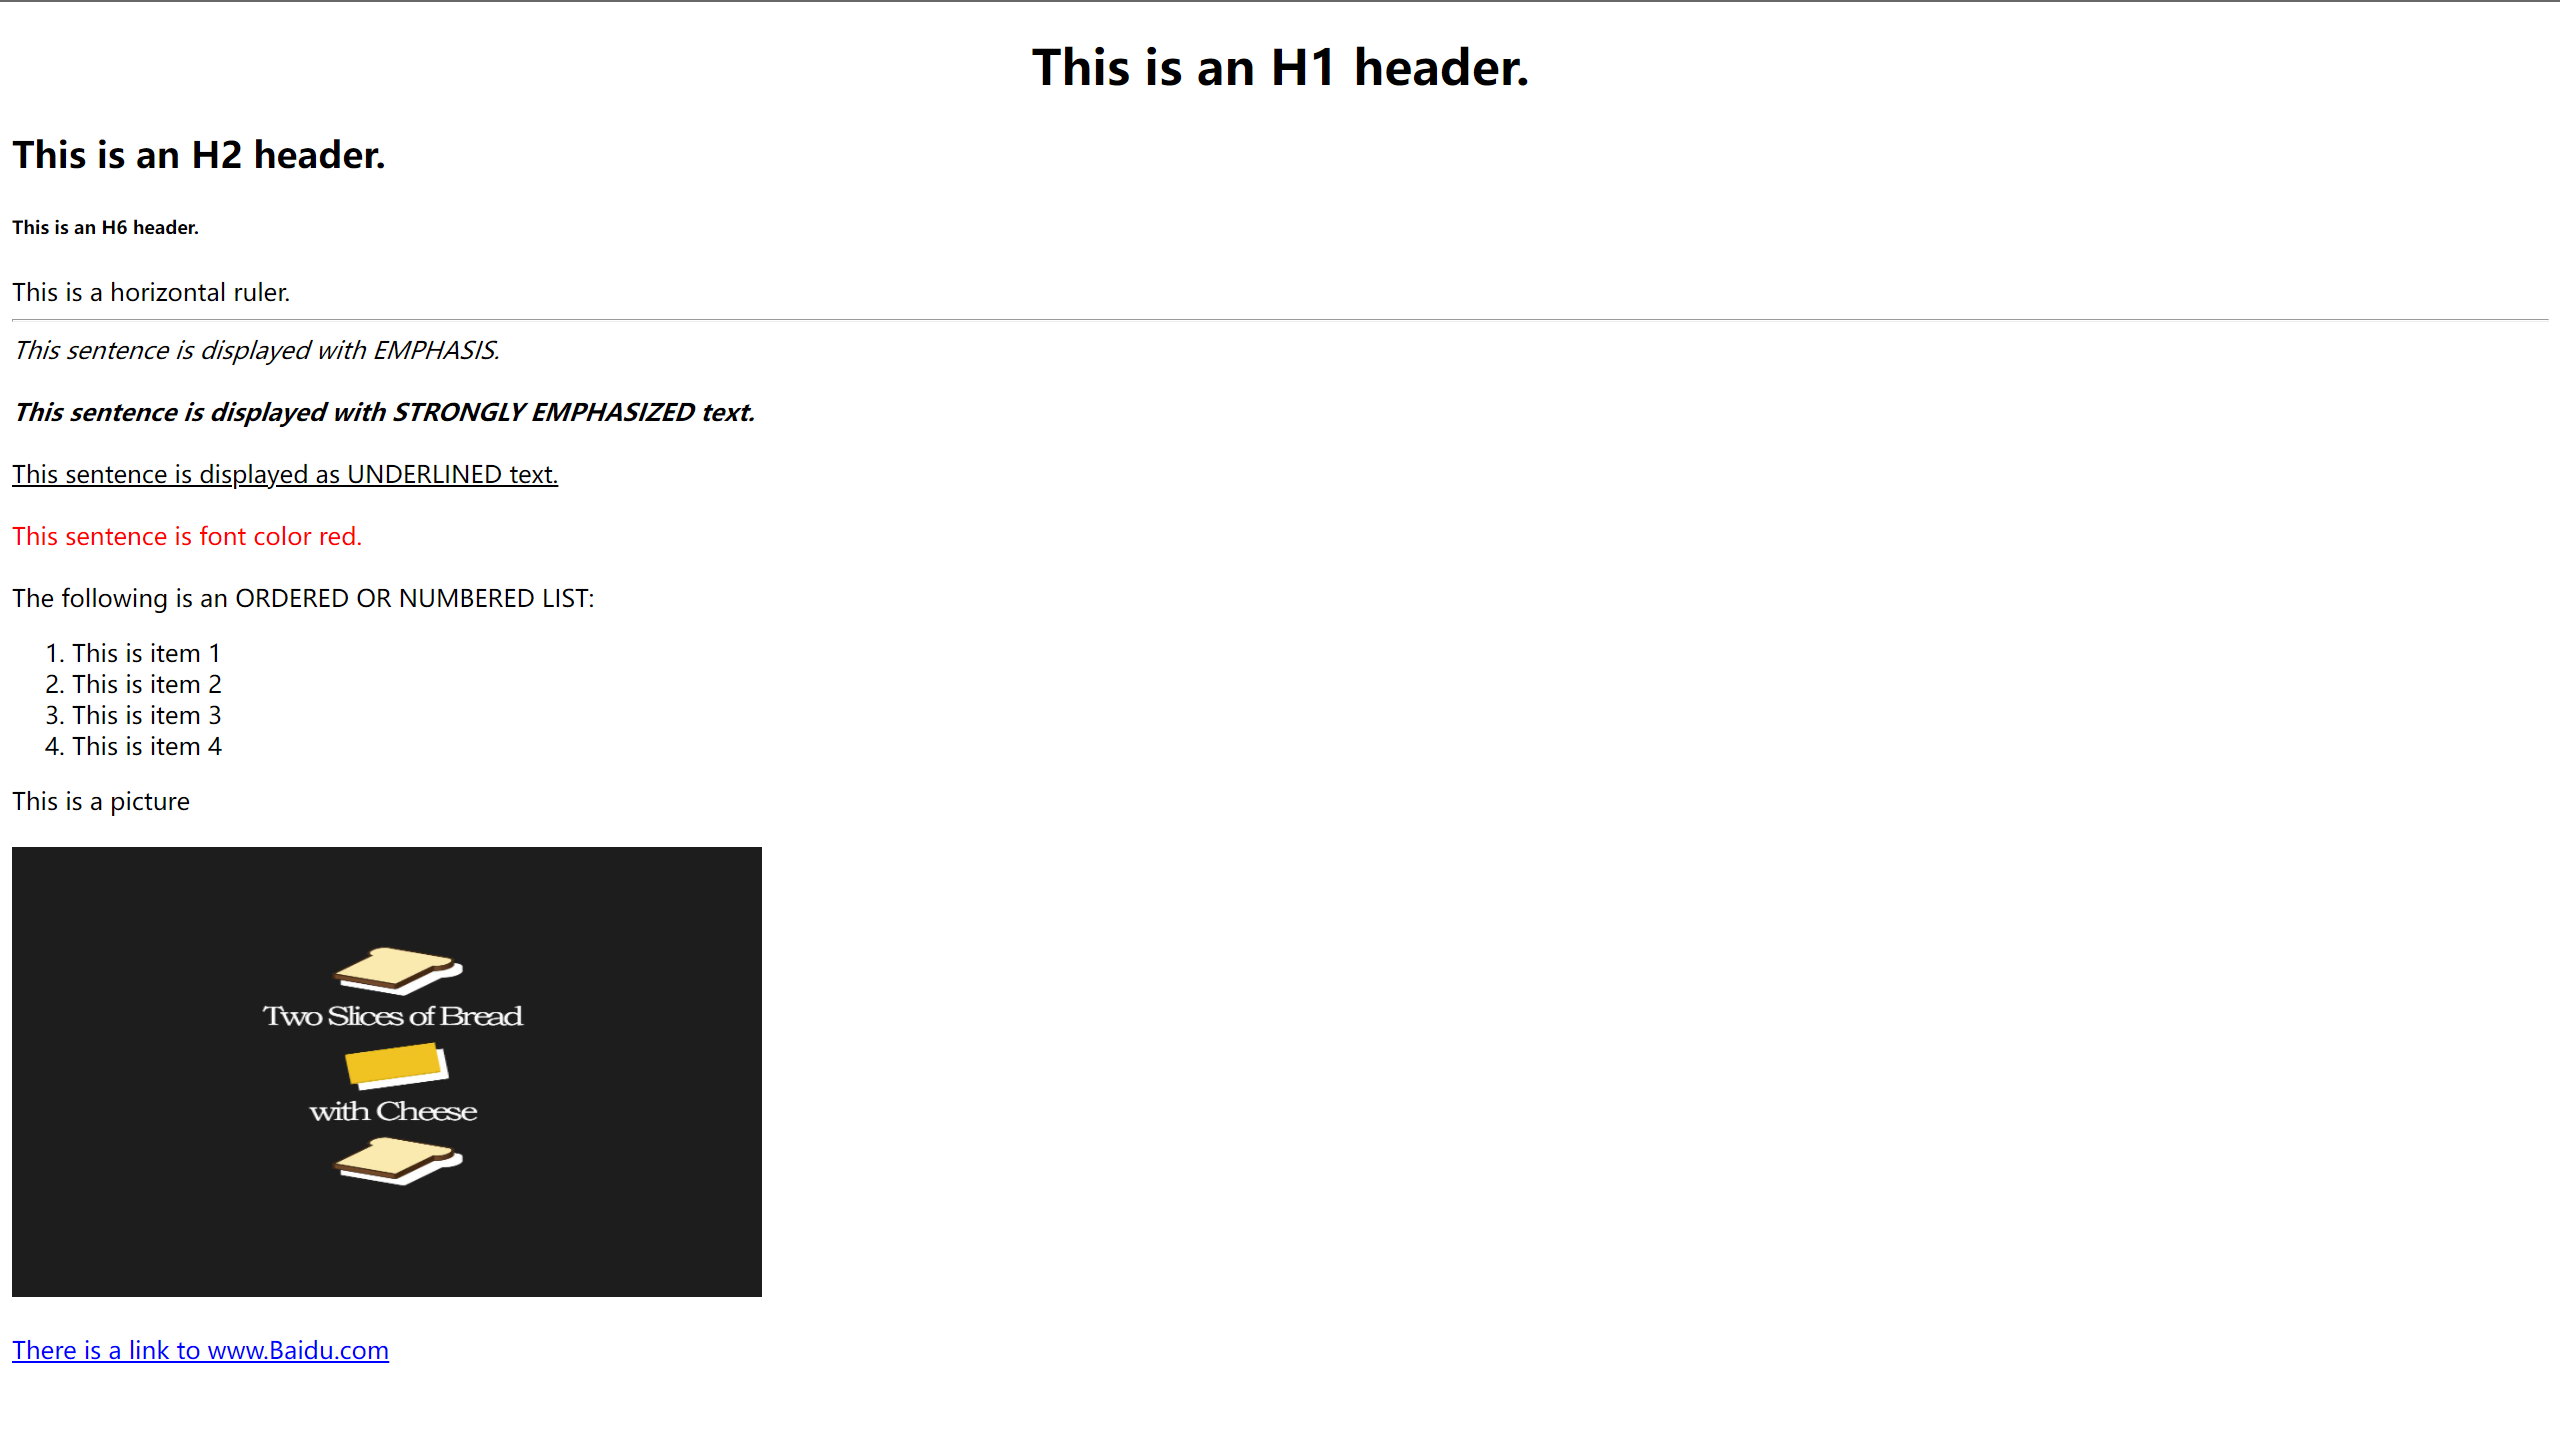 This is an H1 header.
This is an H2 header.
This is an H6 header.
This is a horizontal ruler.
This sentence is displayed with EMPHASIS.
This sentence is displayed with STRONGLY EMPHASIZED text.
This sentence is displayed as UNDERLINED text.
This sentence is font color red.
The following is an ORDERED OR NUMBERED LIST:
1. This is item 1
2. This is item 2
3. This is item 3
4. This is item 4
This is a picture
Two Slices of Bread
with Cheese
There is a link to www.Baidu.com